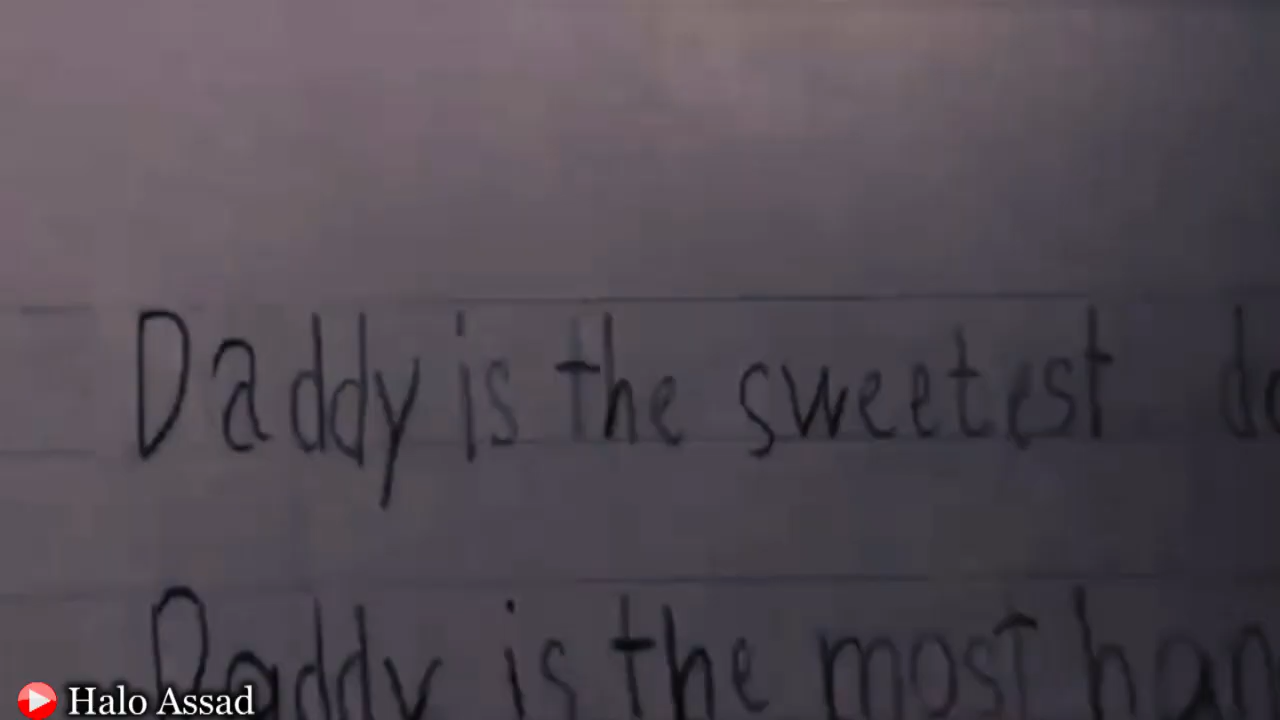 Daddy is the sweetest
Daddy is the most
Halo Assad